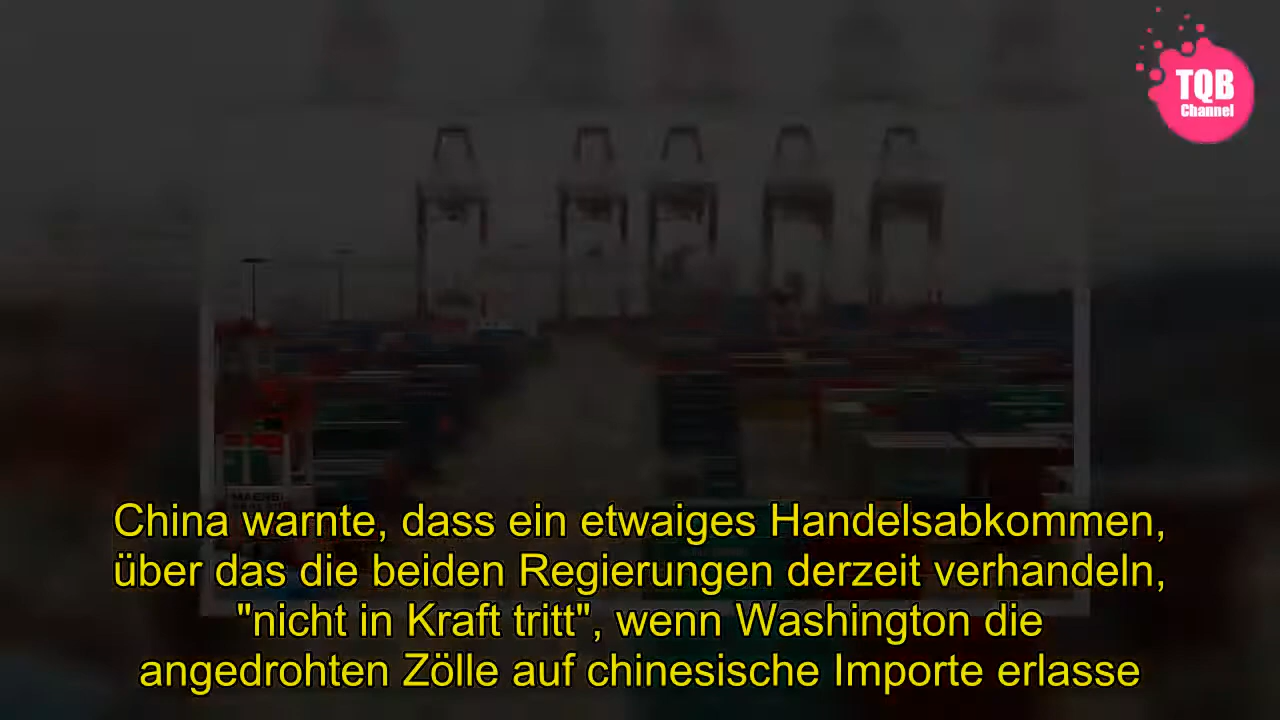 TQB
Channel
China warnte, dass ein etwaiges Handelsabkommen,
über das die beiden Regierungen derzeit verhandeln,
"nicht in Kraft tritt", wenn Washington die
angedrohten Zölle auf chinesische Importe erlasse